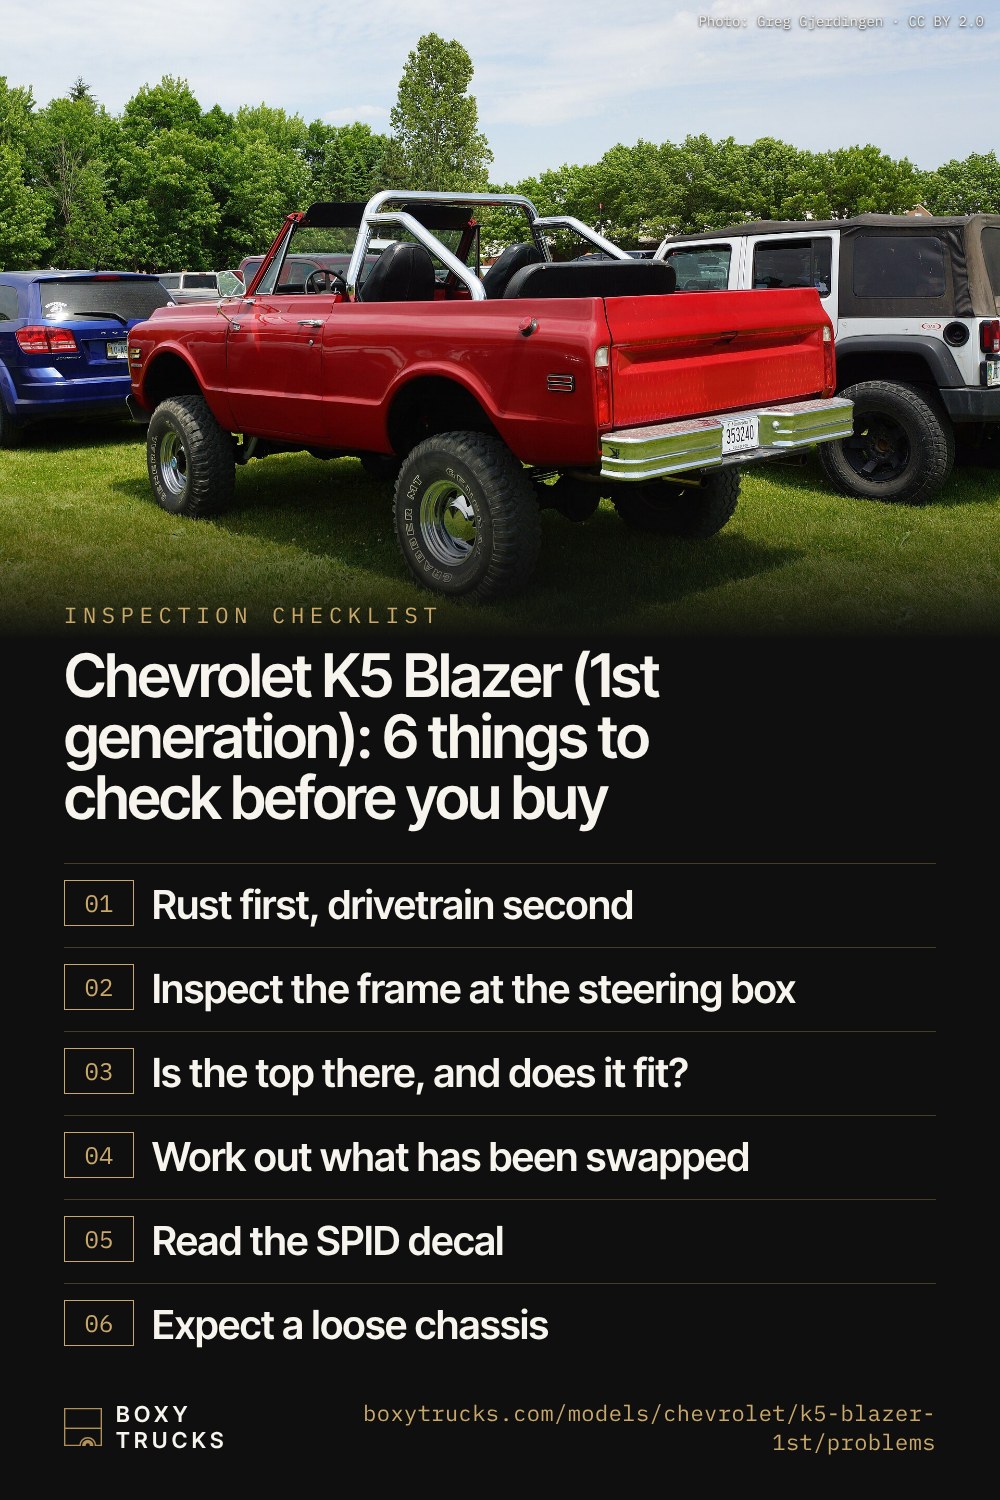 Photo: Greg Gjerdingen · CC BY 2.0
353240
INSPECTION CHECKLIST
Chevrolet K5 Blazer (1st
generation): 6 things to
check before you buy
01 Rust first, drivetrain second
02 Inspect the frame at the steering box
03 Is the top there, and does it fit?
04 Work out what has been swapped
05 Read the SPID decal
06 Expect a loose chassis
BOXY
TRUCKS
boxytrucks.com/models/chevrolet/k5-blazer-
1st/problems